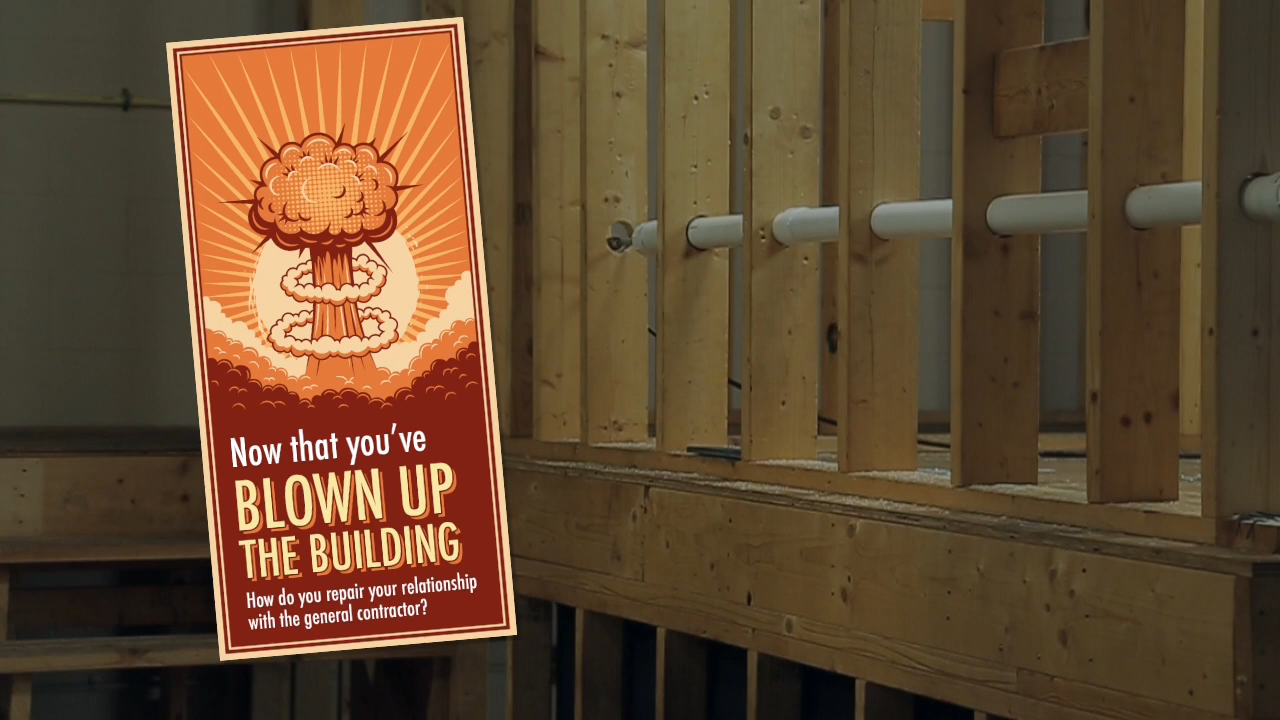 Now that you've
BLOWN UP
THE BUILDING
How do you repair your relationship
with the general contractor?